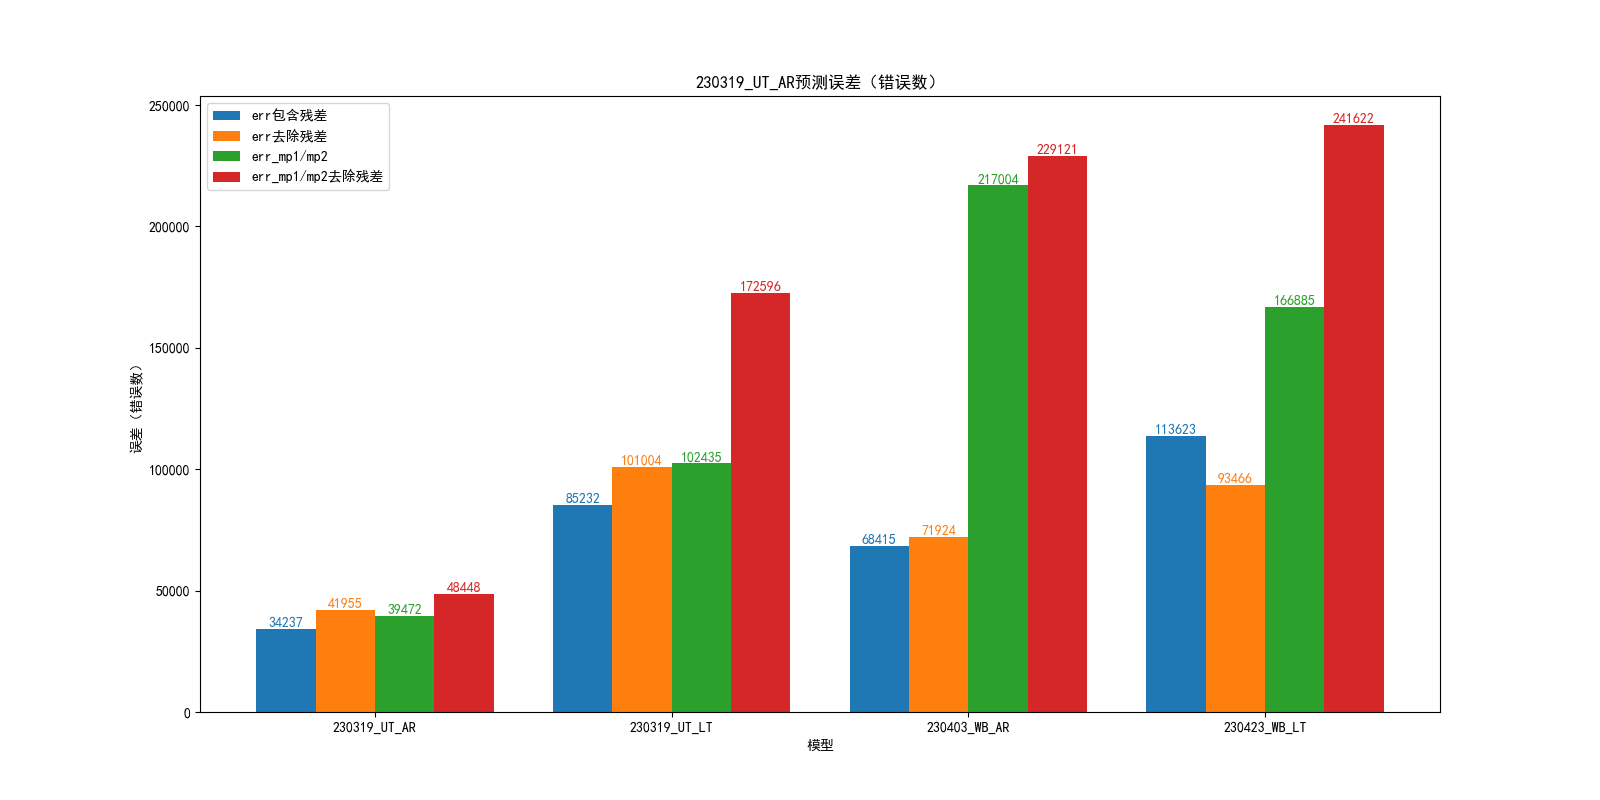 230319_UT_AR预测误差（错误数）
err包含残差
err去除残差
err_mp1/mp2
err_mp1/mp2去除残差
误差（错误数）
250000
200000
150000
100000
50000
0
34237
41955
39472
48448
85232
101004
102435
172596
68415
71924
217004
229121
113623
93466
166885
241622
230319_UT_AR
230319_UT_LT
230403_WB_AR
230423_WB_LT
模型